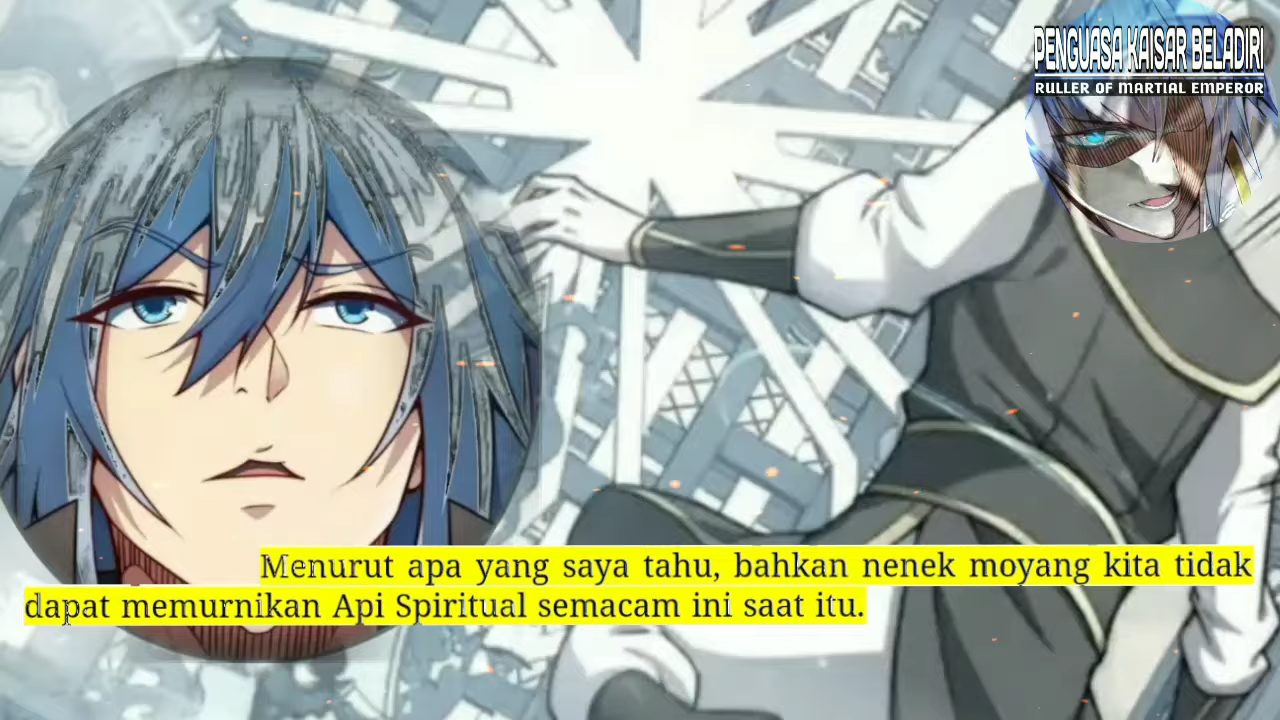 PENGUASA KAISAR BELADIRI
RULLER OF MARTIAL EMPEROR
Menurut apa yang saya tahu, bahkan nenek moyang kita tidak
dapat memurnikan Api Spiritual semacam ini saat itu.